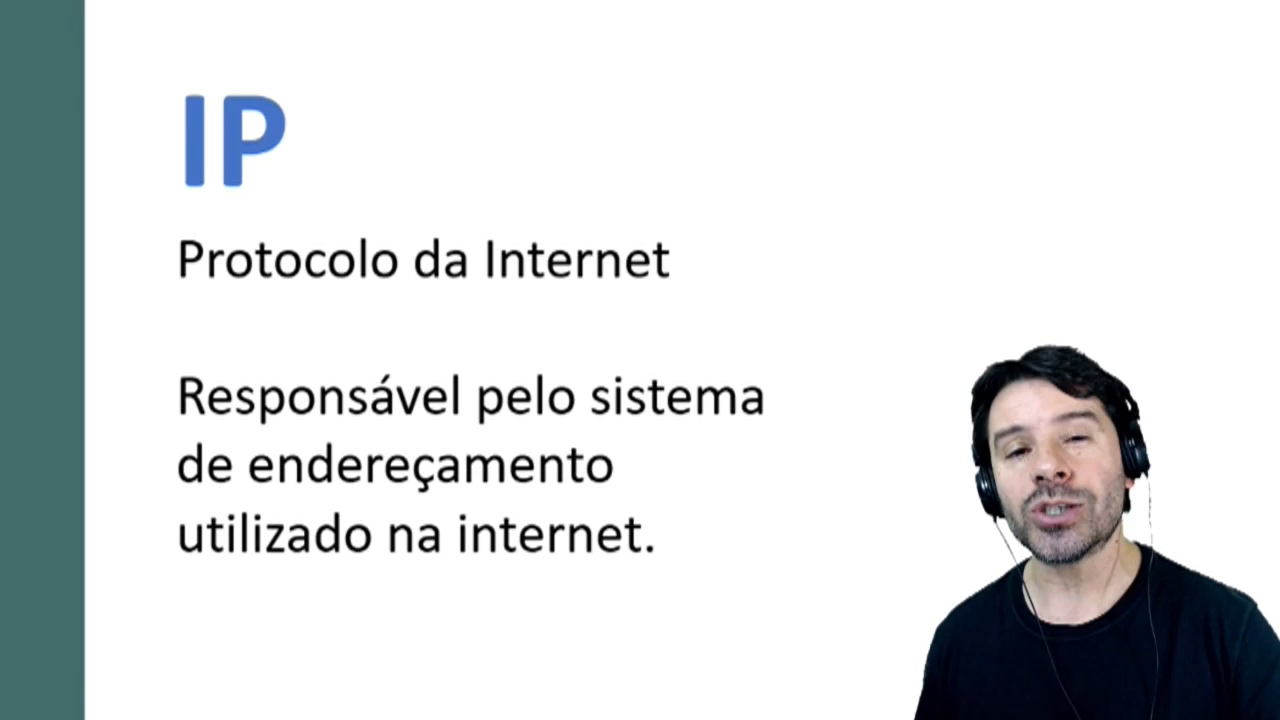 IP
Protocolo da Internet
Responsável pelo sistema
de endereçamento
utilizado na internet.